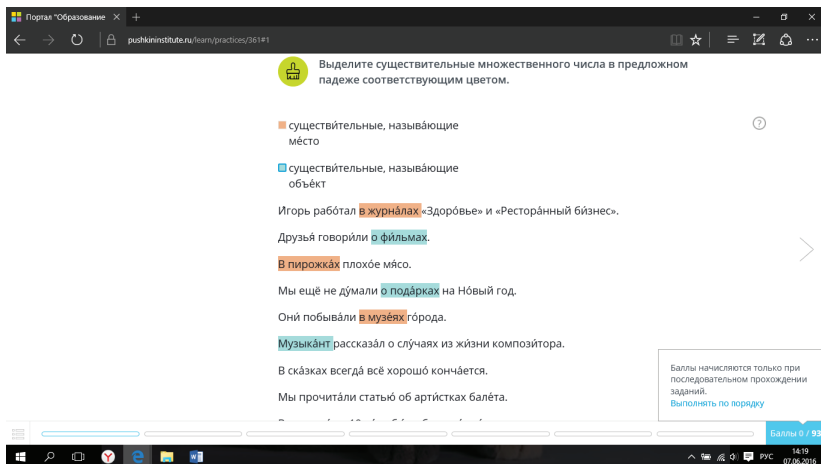 Портал "Образование
pushkininstitute.ru/learn/practices/361#1
Выделите существительные множественного числа в предложном
падеже соответствующим цветом.
?
существи́тельные, называ́ющие
ме́сто
существи́тельные, называ́ющие
объе́кт
И́горь рабо́тал в журна́лах «Здоро́вье» и «Рестора́нный би́знес».
Друзья́ говори́ли о фи́льмах.
В пирожка́х плохо́е мя́со.
Мы ещё не ду́мали о пода́рках на Но́вый год.
Они́ побыва́ли в музе́ях го́рода.
Музыка́нт рассказа́л о слу́чаях из жи́зни компози́тора.
В ска́зках всегда́ всё хорошо́ конча́ется.
Мы прочита́ли статью́ об арти́стках бале́та.
Баллы начисляются только при
последовательном прохождении
заданий.
Выполнять по порядку
Баллы 0 / 93
РУС
14:19
07.06.2016